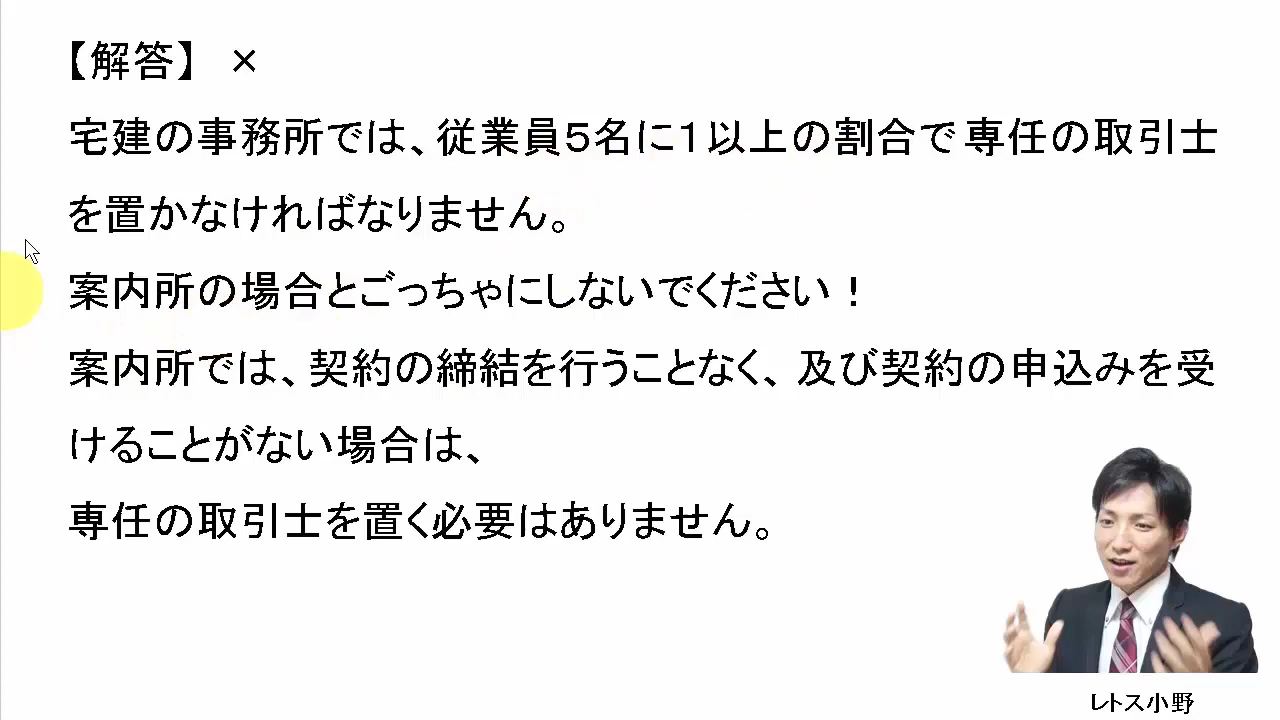 【解答】 ×
宅建の事務所では、従業員５名に１以上の割合で専任の取引士
を置かなければなりません。
案内所の場合とごっちゃにしないでください！
案内所では、契約の締結を行うことなく、及び契約の申込みを受
けることがない場合は、
専任の取引士を置く必要はありません。
レトス小野